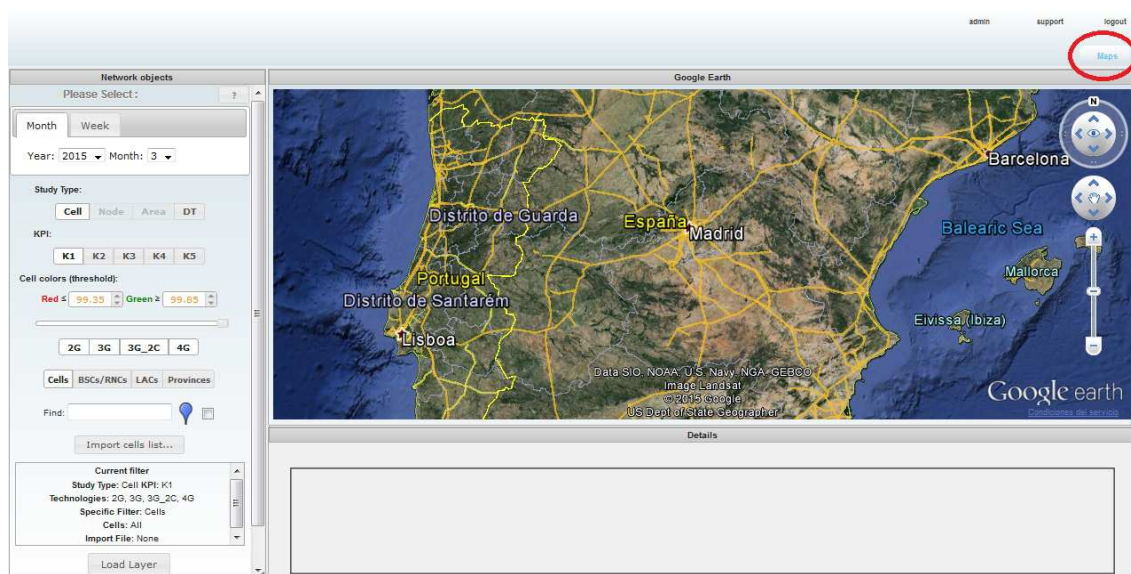 admin support logout
Maps
Network objects
Please Select: ?
Month Week
Year: 2015 Month: 3
Study Type:
Cell Node Area DT
KPI:
K1 K2 K3 K4 K5
Cell colors (threshold):
Red ≤ 99.35 Green ≥ 99.85
2G 3G 3G_2C 4G
Cells BSCs/RNCs LACs Provinces
Find:
Import cells list...
Current filter
Study Type: Cell KPI: K1
Technologies: 2G, 3G, 3G_2C, 4G
Specific Filter: Cells
Cells: All
Import File: None
Load Layer
Google Earth
N
Barcelona
Distrito de Guarda
España
Madrid
Balearic Sea
Portugal
Mallorca
Distrito de Santarém
Eivissa (Ibiza)
Lisboa
Data SIO, NOAA, U.S. Navy, NGA, GEBCO
Image Landsat
© 2015 Google
US Dept of State Geographer
Google earth
Condiciones del servicio
Details